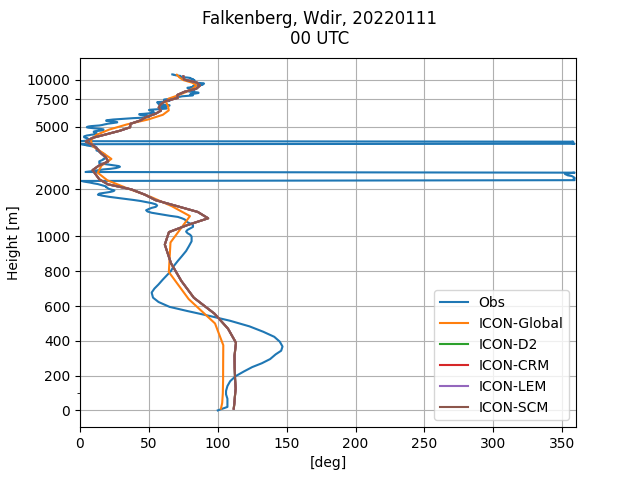 Falkenberg, Wdir, 20220111
00 UTC
10000
7500
5000
2000
1000
800
600
400
200
0
Height [m]
0 50 100 150 200 250 300 350
[deg]
Obs
ICON-Global
ICON-D2
ICON-CRM
ICON-LEM
ICON-SCM